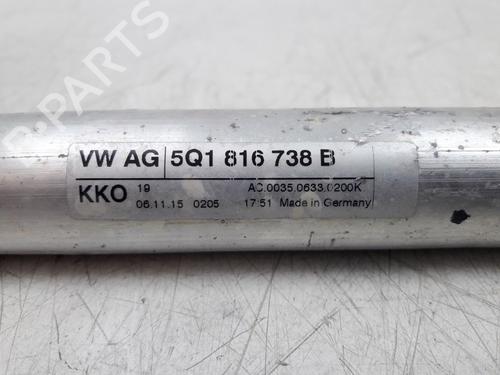 B-PARTS
VW AG 5Q1 816 738 B
KKO 19 AC.0035.0633.0200K
06.11.15 0205 17:51 Made in Germany